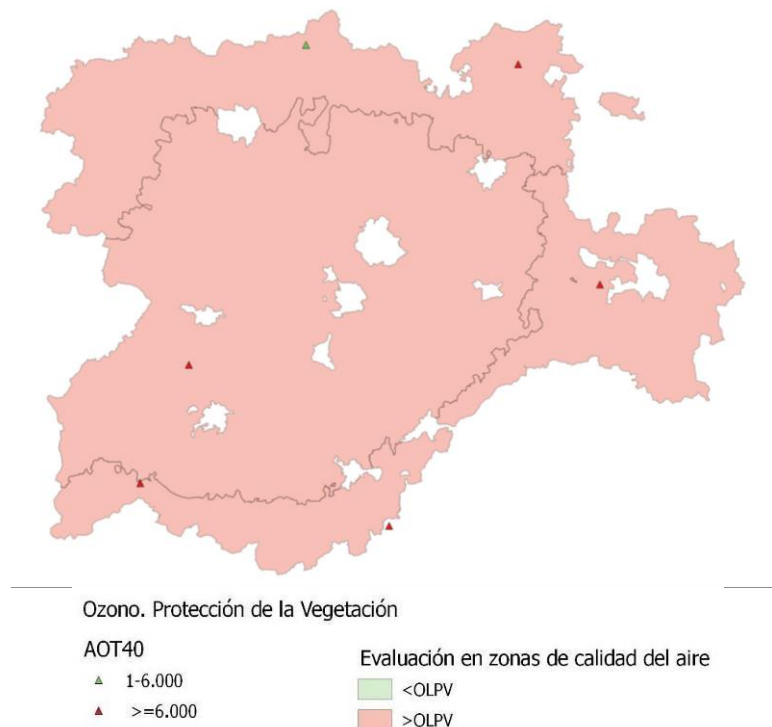 Ozono. Protección de la Vegetación
AOT40
1-6.000
>=6.000
Evaluación en zonas de calidad del aire
<OLPV
>OLPV